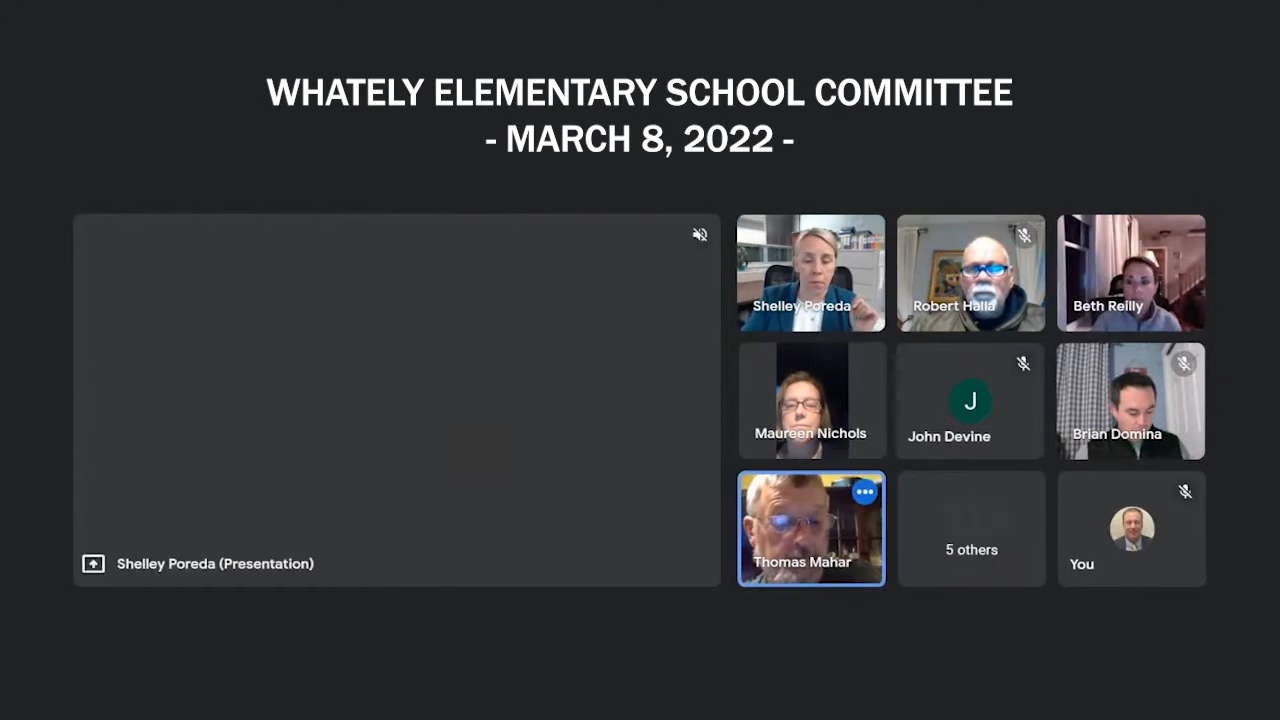 WHATELY ELEMENTARY SCHOOL COMMITTEE
- MARCH 8, 2022 -
Shelley Poreda (Presentation)
Shelley Poreda
Robert Halla
Beth Reilly
Maureen Nichols
J
John Devine
Brian Domina
Thomas Mahar
5 others
You